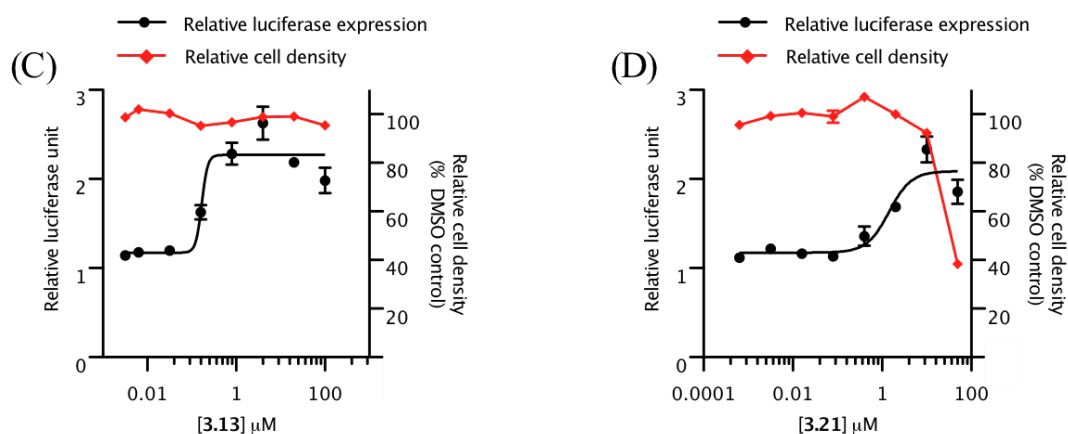 Relative luciferase expression
Relative cell density
(C)
3
2
1
0
Relative luciferase unit
100
80
60
40
20
Relative cell density
(% DMSO control)
0.01
1
100
[3.13] μM
Relative luciferase expression
Relative cell density
(D)
3
2
1
0
Relative luciferase unit
100
80
60
40
20
Relative cell density
(% DMSO control)
0.0001
0.01
1
100
[3.21] μM